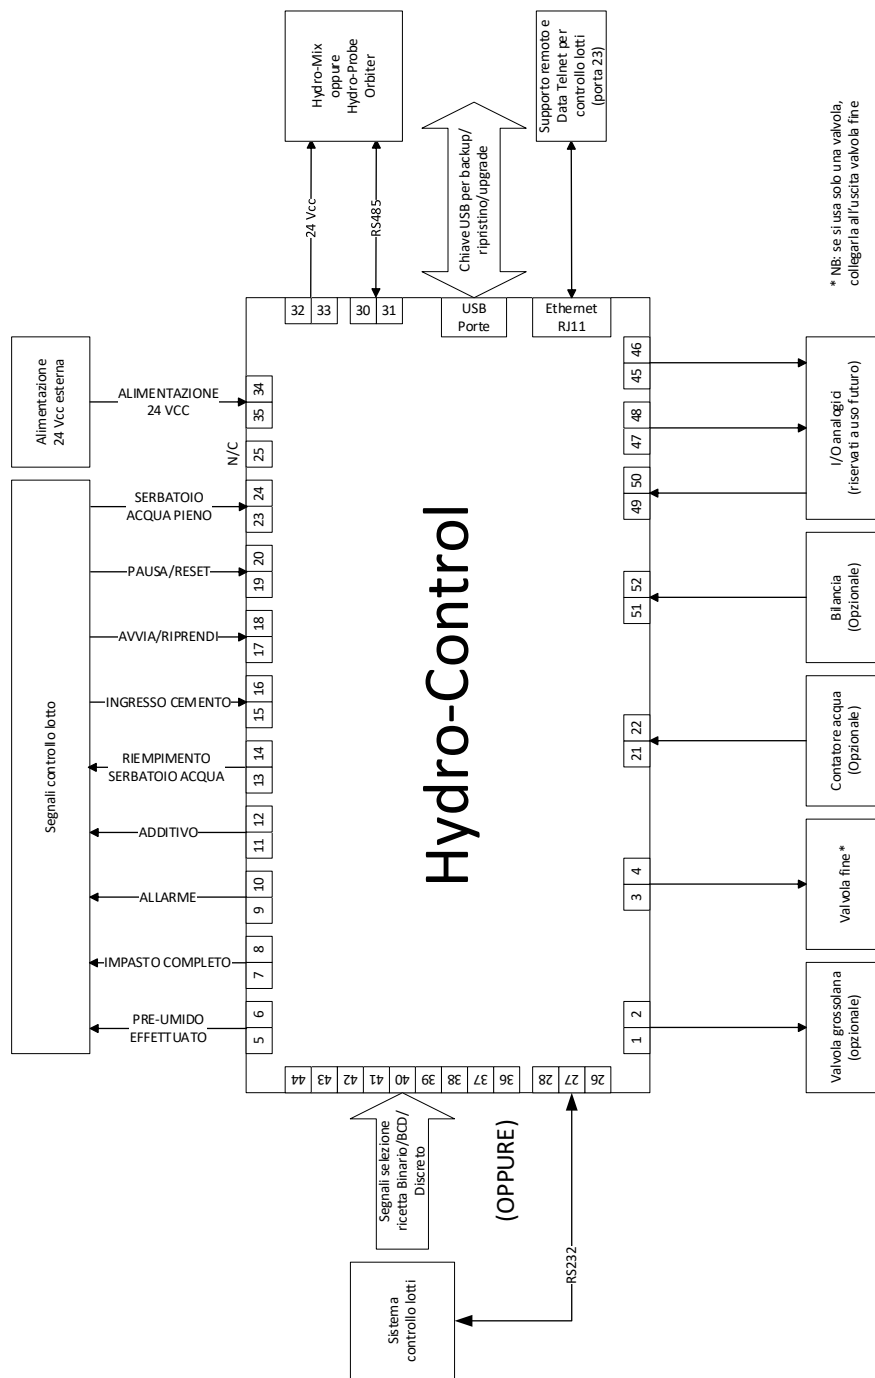 Hydro-Mix
oppure
Hydro-Probe
Orbiter
24 Vcc
RS485
Chiave USB per backup/
ripristino/upgrade
Supporto remoto e
Data Telnet per
controllo lotti
(porta 23)
* NB: se si usa solo una valvola,
collegarla all'uscita valvola fine
32
33
30
31
USB
Porte
Ethernet
RJ11
Alimentazione
24 Vcc esterna
ALIMENTAZIONE
24 VCC
34
35
N/C
25
Segnali controllo lotto
SERBATOIO
ACQUA PIENO
24
23
PAUSA/RESET
20
19
AVVIA/RIPRENDI
18
17
INGRESSO CEMENTO
16
15
RIEMPIMENTO
SERBATOIO ACQUA
14
13
ADDITIVO
12
11
ALLARME
10
9
IMPASTO COMPLETO
8
7
PRE-UMIDO
EFFETTUATO
6
5
Hydro-Control
46
45
48
47
50
49
I/O analogici
(riservati a uso futuro)
52
51
Bilancia
(Opzionale)
22
21
Contatore acqua
(Opzionale)
4
3
Valvola fine*
2
1
Valvola grossolana
(opzionale)
44
43
42
41
40
39
38
37
36
28
27
26
Segnali selezione
ricetta Binario/BCD/
Discreto
(OPPURE)
RS232
Sistema
controllo lotti